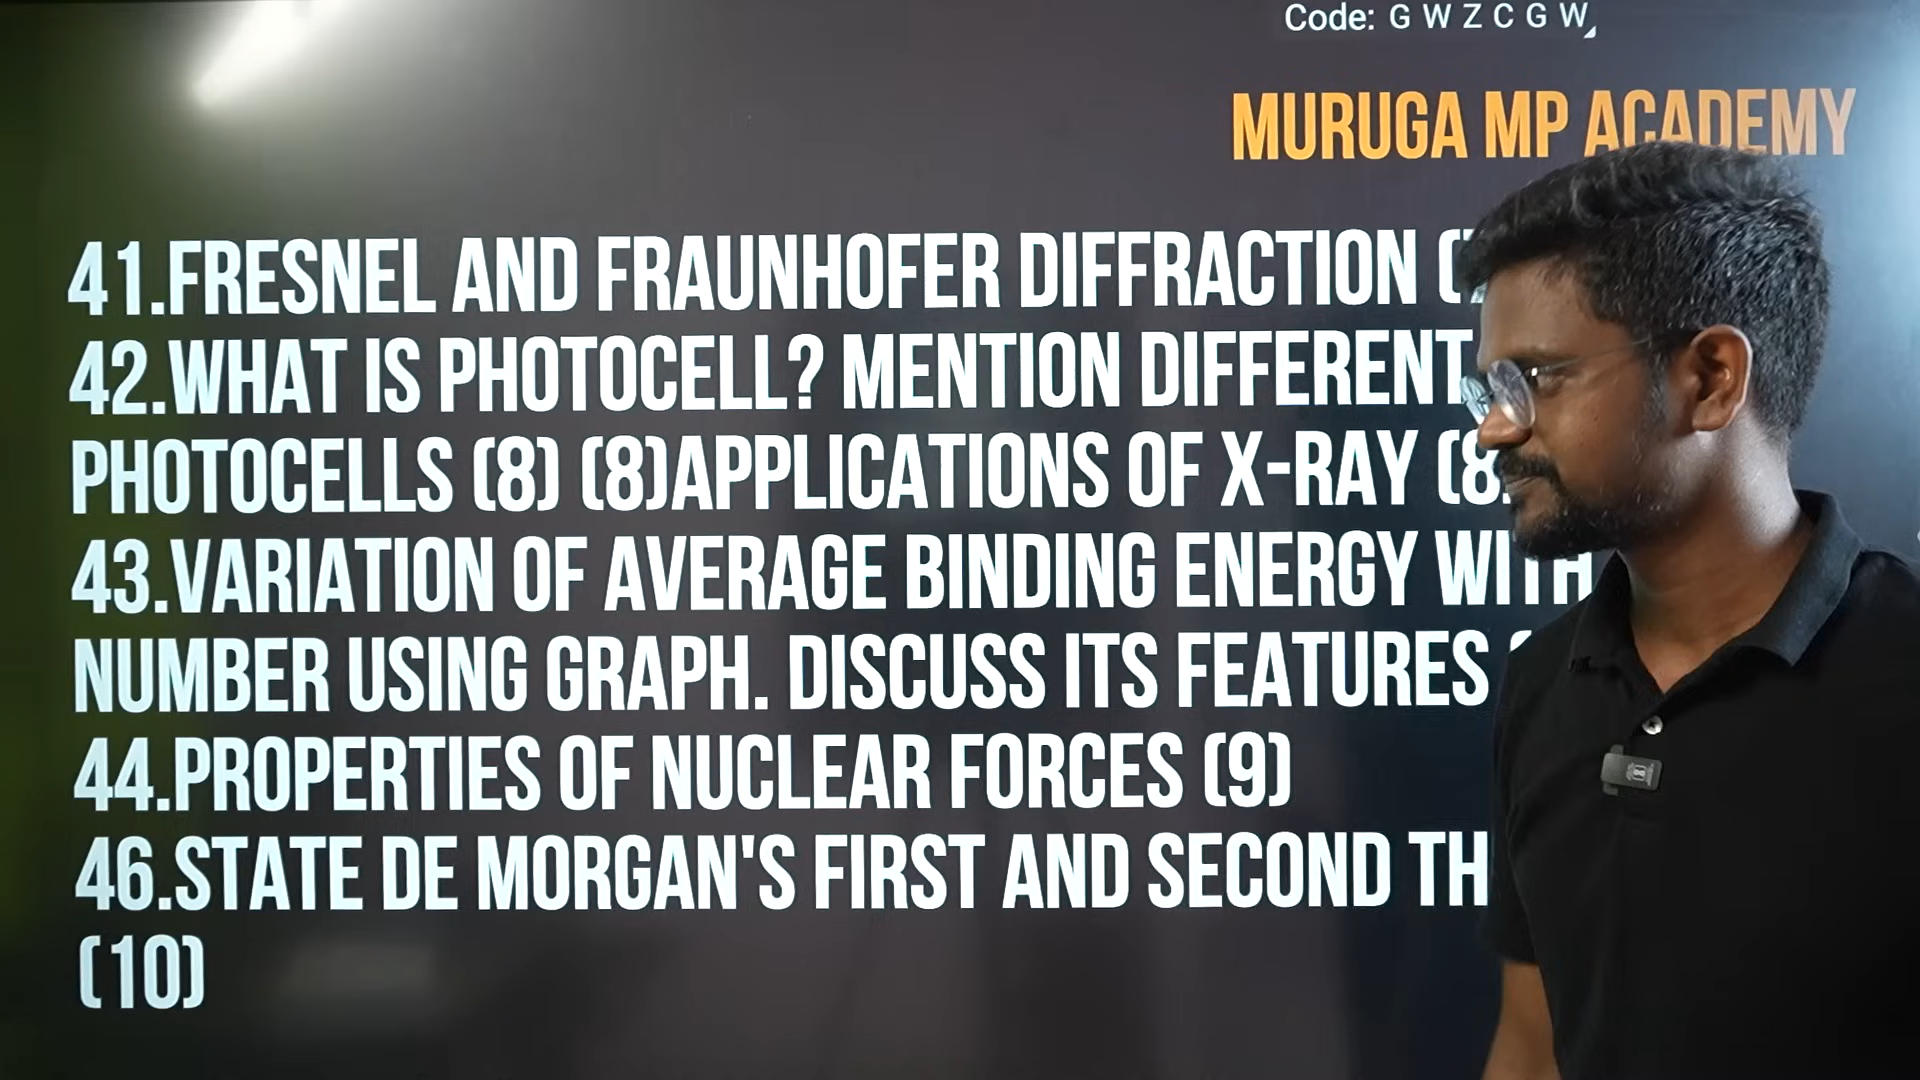 Code: G W Z C G W
MURUGA MP ACADEMY
41.FRESNEL AND FRAUNHOFER DIFFRACTION
42.WHAT IS PHOTOCELL? MENTION DIFFERENT
PHOTOCELLS (8) (8)APPLICATIONS OF X-RAY (8
43.VARIATION OF AVERAGE BINDING ENERGY WITH
NUMBER USING GRAPH. DISCUSS ITS FEATURES
44.PROPERTIES OF NUCLEAR FORCES (9)
46.STATE DE MORGAN'S FIRST AND SECOND TH
(10)